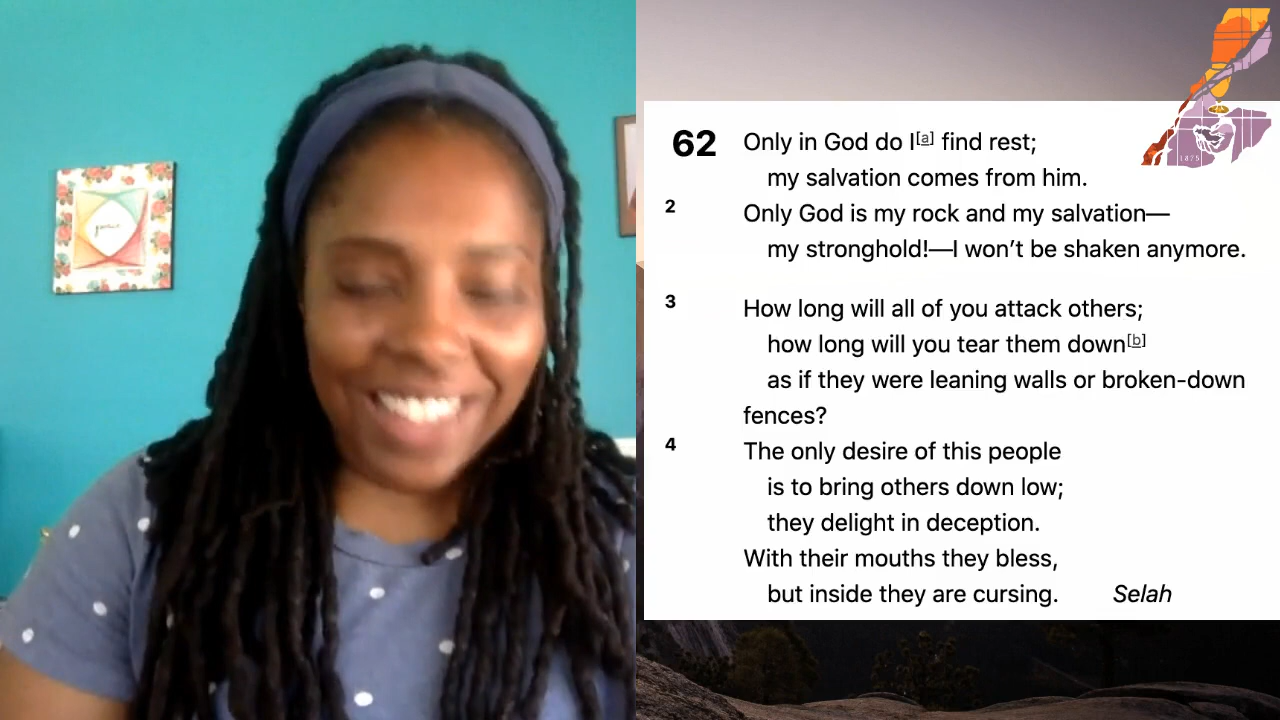 62 Only in God do I[a] find rest;
my salvation comes from him.
2 Only God is my rock and my salvation—
my stronghold!—I won’t be shaken anymore.
3 How long will all of you attack others;
how long will you tear them down[b]
as if they were leaning walls or broken-down
fences?
4 The only desire of this people
is to bring others down low;
they delight in deception.
With their mouths they bless,
but inside they are cursing. Selah
1875